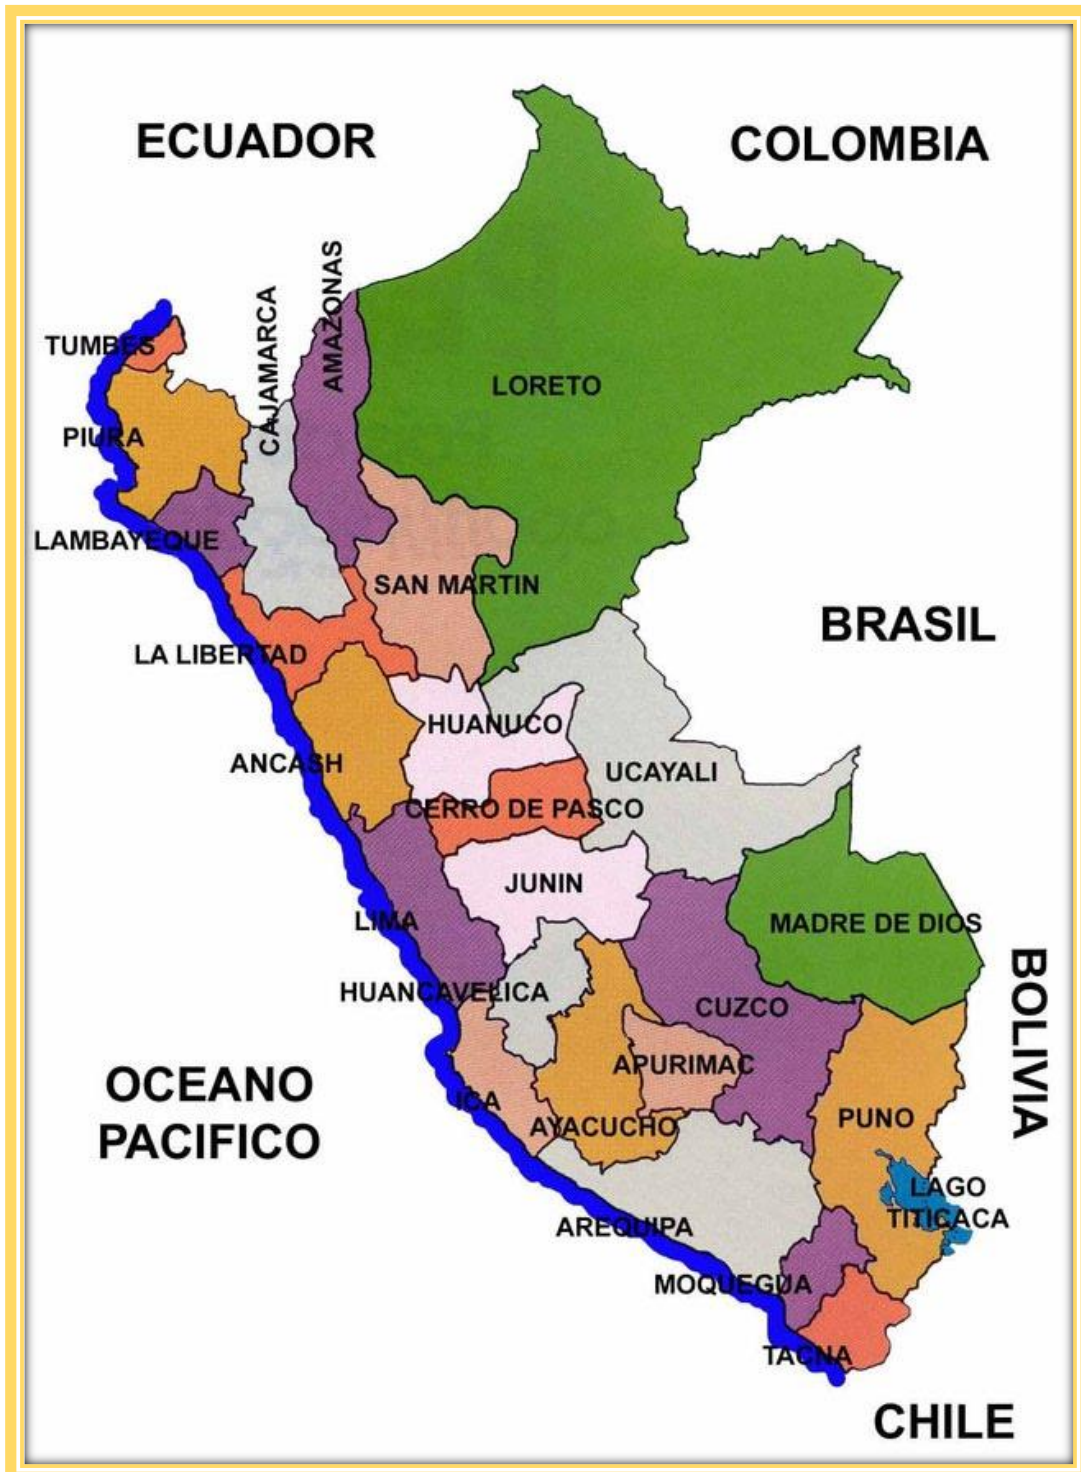 ECUADOR
COLOMBIA
AMAZONAS
CAJAMARCA
TUMBES
LORETO
PIURA
LAMBAYEQUE
SAN MARTIN
BRASIL
LA LIBERTAD
HUANUCO
ANCASH
UCAYALI
CERRO DE PASCO
JUNIN
LIMA
MADRE DE DIOS
HUANCAVELICA
CUZCO
BOLIVIA
APURIMAC
OCEANO
PACIFICO
ICA
AYACUCHO
PUNO
LAGO
TITICACA
AREQUIPA
MOQUEGUA
TACNA
CHILE